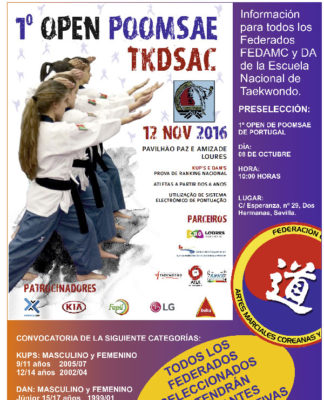 1º OPEN POOMSAE
TKDSAC
12 NOV 2016
PAVILHÃO PAZ E AMIZADE
LOURES
KUP'S E DAN'S
PROVA DE RANKING NACIONAL
ATLETAS A PARTIR DOS 6 ANOS
UTILIZAÇÃO DE SISTEMA
ELECTRÓNICO DE PONTUAÇÃO
PARCEIROS
LOURES
PATROCINADORES
KIA
LG
Delta
Información
para todos los
Federados
FEDAMC y DA
de la Escuela
Nacional de
Taekwondo.
PRESELECCIÓN:
1º OPEN DE POOMSAE
DE PORTUGAL
DÍA:
08 DE OCTUBRE
HORA:
10:00 HORAS
LUGAR:
C/ Esperanza, nº 29, Dos
Hermanas, Sevilla.
FEDERACIÓN
道
ARTES MARCIALES COREANAS Y
CONVOCATORIA DE LA SIGUIENTE CATEGORÍAS:
KUPS: MASCULINO y FEMENINO
9/11 años 2005/07
12/14 años 2002/04
DAN: MASCULINO y FEMENINO
Júnior 15/17 años 1999/01
TODOS LOS
FEDERADOS